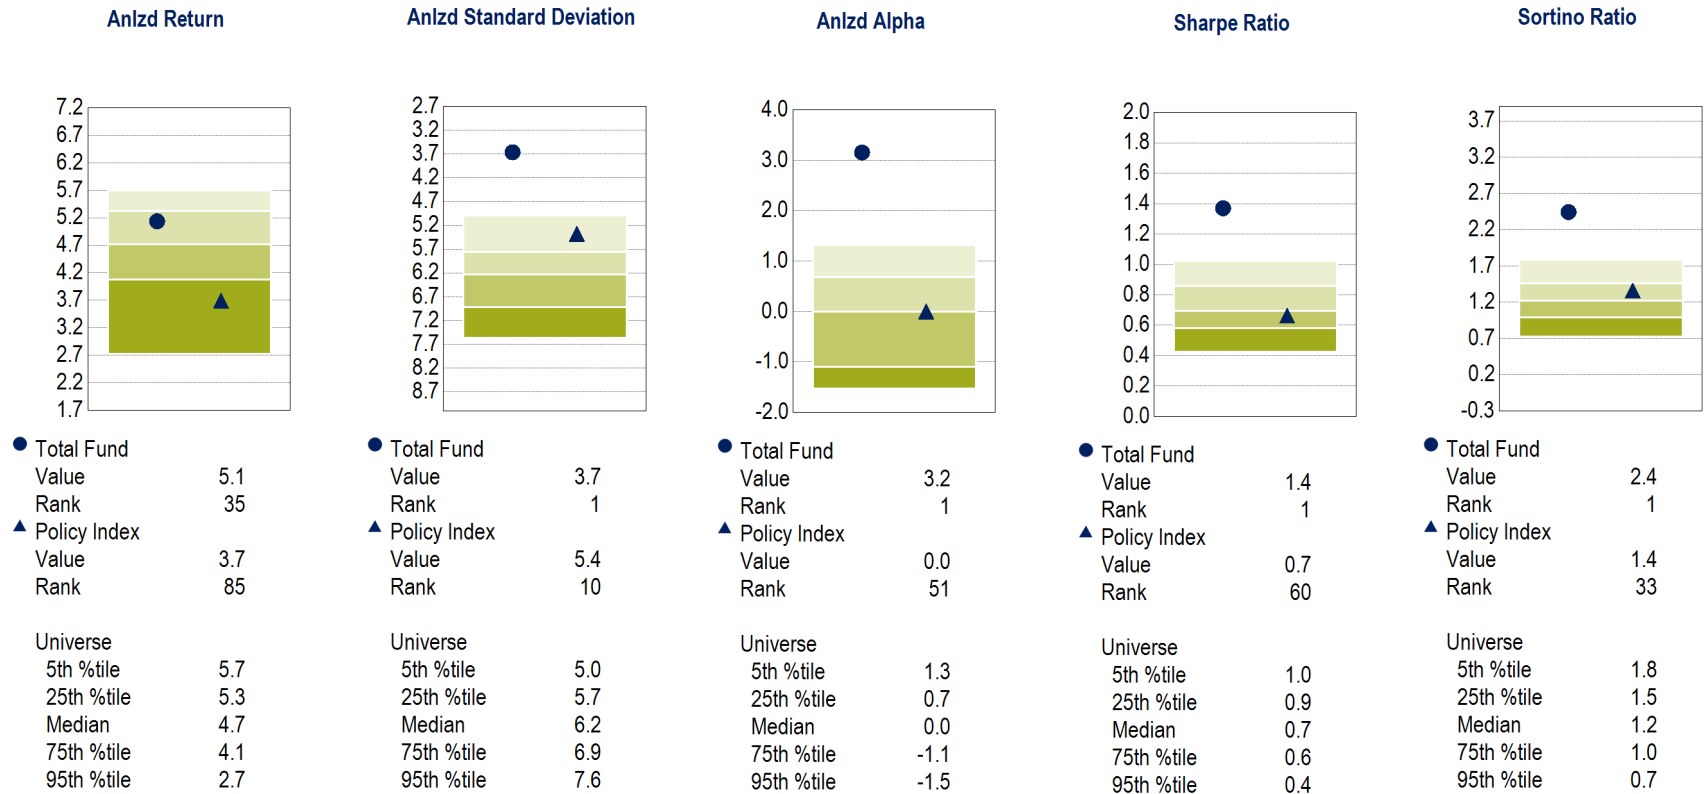 Anlzd Return
7.2
6.7
6.2
5.7
5.2
4.7
4.2
3.7
3.2
2.7
2.2
1.7
Total Fund
Value 5.1
Rank 35
Policy Index
Value 3.7
Rank 85
Universe
5th %tile 5.7
25th %tile 5.3
Median 4.7
75th %tile 4.1
95th %tile 2.7
Anlzd Standard Deviation
2.7
3.2
3.7
4.2
4.7
5.2
5.7
6.2
6.7
7.2
7.7
8.2
8.7
Total Fund
Value 3.7
Rank 1
Policy Index
Value 5.4
Rank 10
Universe
5th %tile 5.0
25th %tile 5.7
Median 6.2
75th %tile 6.9
95th %tile 7.6
Anlzd Alpha
4.0
3.0
2.0
1.0
0.0
-1.0
-2.0
Total Fund
Value 3.2
Rank 1
Policy Index
Value 0.0
Rank 51
Universe
5th %tile 1.3
25th %tile 0.7
Median 0.0
75th %tile -1.1
95th %tile -1.5
Sharpe Ratio
2.0
1.8
1.6
1.4
1.2
1.0
0.8
0.6
0.4
0.2
0.0
Total Fund
Value 1.4
Rank 1
Policy Index
Value 0.7
Rank 60
Universe
5th %tile 1.0
25th %tile 0.9
Median 0.7
75th %tile 0.6
95th %tile 0.4
Sortino Ratio
3.7
3.2
2.7
2.2
1.7
1.2
0.7
0.2
-0.3
Total Fund
Value 2.4
Rank 1
Policy Index
Value 1.4
Rank 33
Universe
5th %tile 1.8
25th %tile 1.5
Median 1.2
75th %tile 1.0
95th %tile 0.7